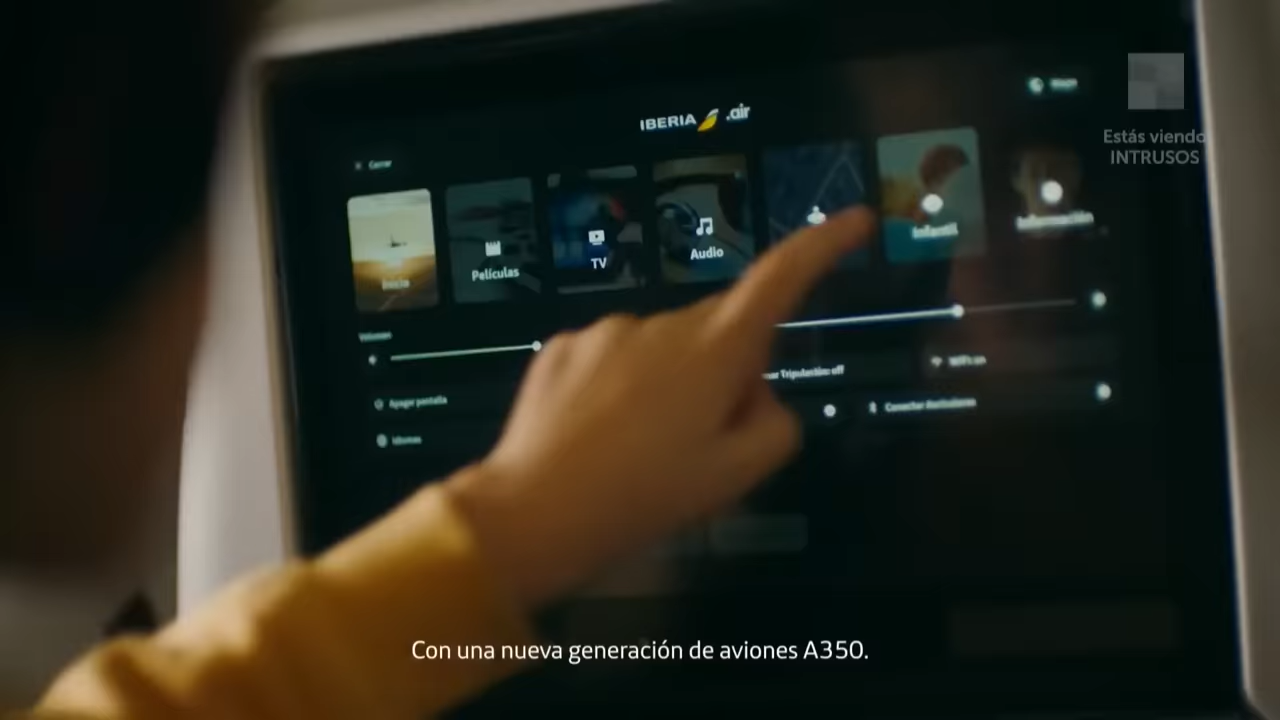 IBERIA .air
Estás viendo
INTRUSOS
Cerrar
Inicio
Películas
TV
Audio
Infantil
Información
Volumen
Tripulación: off
WiFi: on
Apagar pantalla
Conectar
Idiomas
Con una nueva generación de aviones A350.